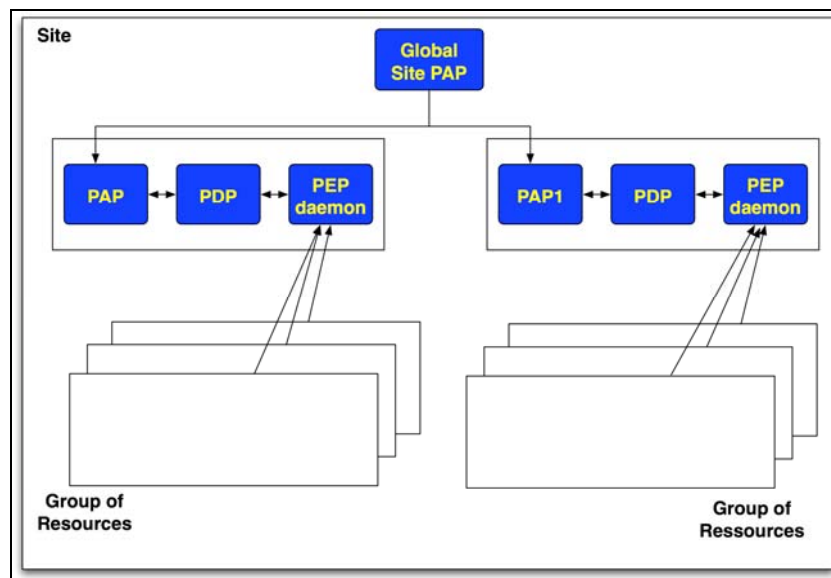 Site
Global
Site PAP
PAP
PDP
PEP
daemon
PAP1
PDP
PEP
daemon
Group of
Resources
Group of
Ressources